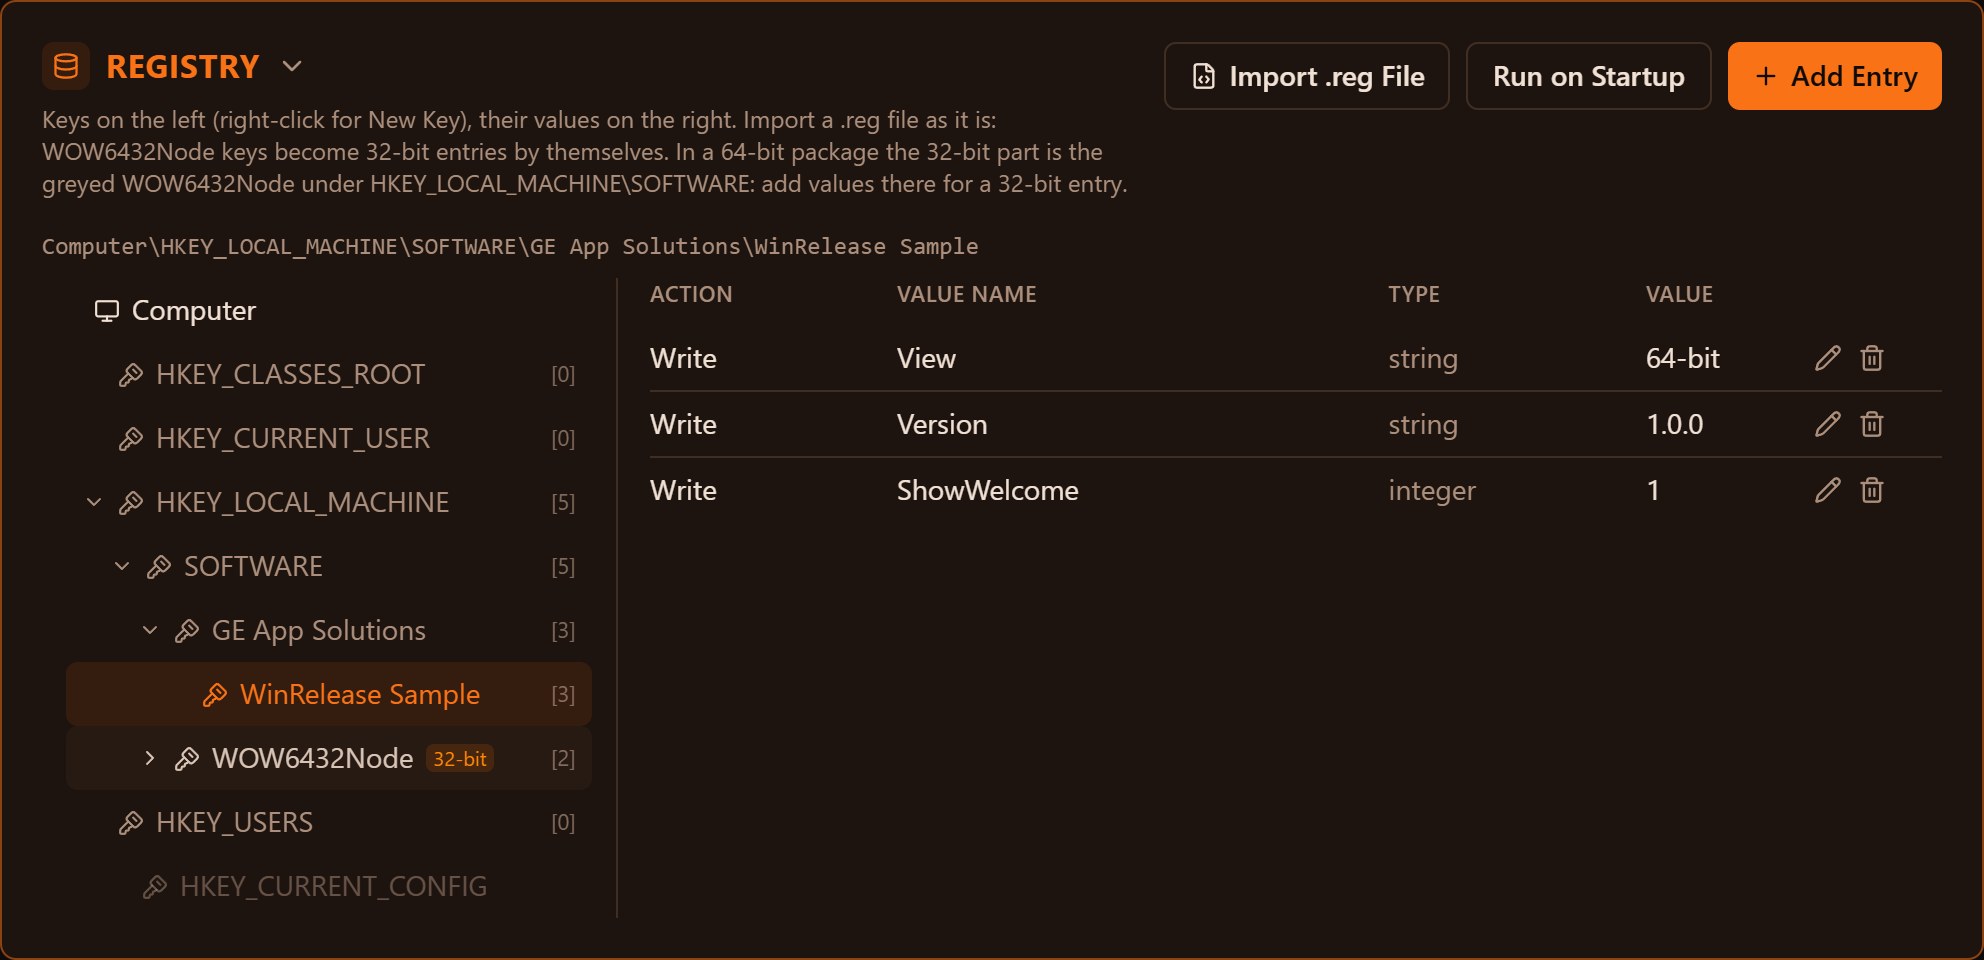 REGISTRY
Import .reg File
Run on Startup
+ Add Entry
Keys on the left (right-click for New Key), their values on the right. Import a .reg file as it is:
WOW6432Node keys become 32-bit entries by themselves. In a 64-bit package the 32-bit part is the
greyed WOW6432Node under HKEY_LOCAL_MACHINE\SOFTWARE: add values there for a 32-bit entry.
Computer\HKEY_LOCAL_MACHINE\SOFTWARE\GE App Solutions\WinRelease Sample
Computer
HKEY_CLASSES_ROOT [0]
HKEY_CURRENT_USER [0]
HKEY_LOCAL_MACHINE [5]
SOFTWARE [5]
GE App Solutions [3]
WinRelease Sample [3]
WOW6432Node 32-bit [2]
HKEY_USERS [0]
HKEY_CURRENT_CONFIG
ACTION VALUE NAME TYPE VALUE
Write View string 64-bit
Write Version string 1.0.0
Write ShowWelcome integer 1